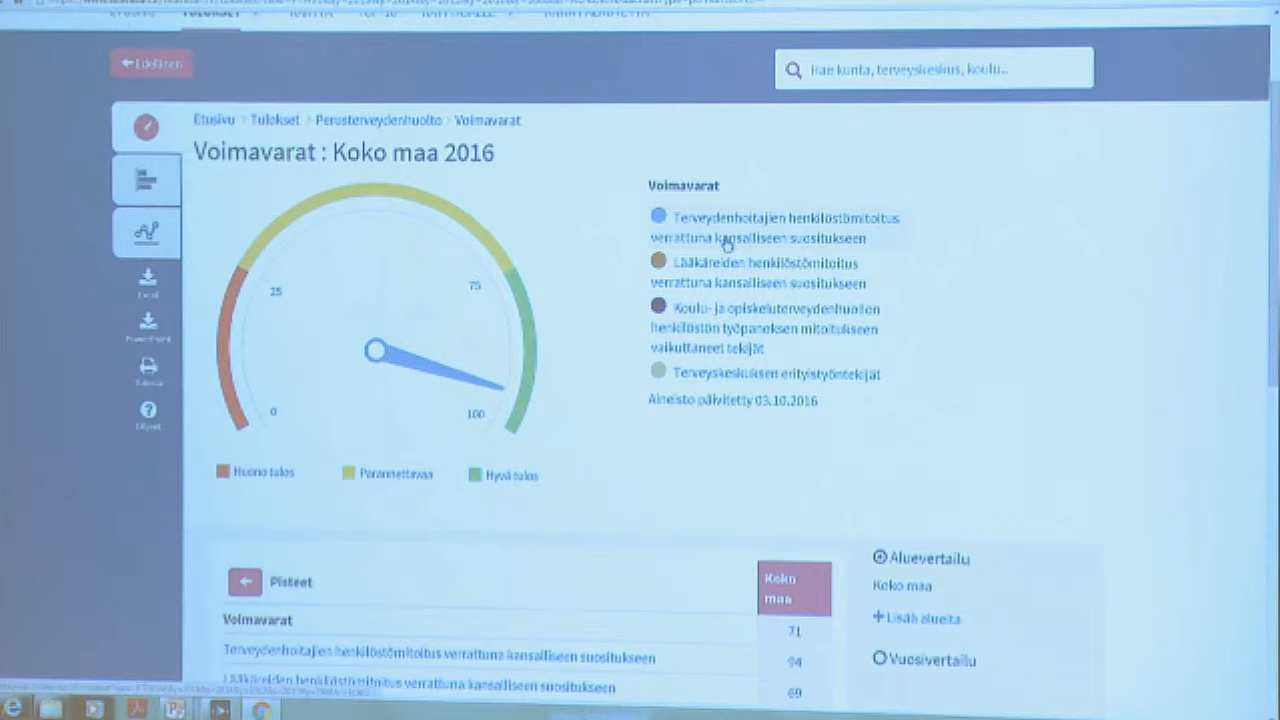 Edellinen
Hae kunta, terveyskeskus, koulu..
Etusivu > Tulokset > Perusterveydenhuolto > Voimavarat
Voimavarat : Koko maa 2016
Voimavarat
Terveydenhoitajien henkilöstömitoitus
verrattuna kansalliseen suositukseen
Lääkäreiden henkilöstömitoitus
verrattuna kansalliseen suositukseen
Koulu- ja opiskeluterveydenhuollon
henkilöstön työpanoksen mitoitukseen
vaikuttaneet tekijät
Terveyskeskuksen erityistyöntekijät
Aineisto päivitetty 03.10.2016
25
75
0
100
Excel
PowerPoint
Tulosta
Ohjeet
Huono tulos
Parannettavaa
Hyvä tulos
Pisteet
Koko
maa
Voimavarat
71
Terveydenhoitajien henkilöstömitoitus verrattuna kansalliseen suositukseen
94
Lääkäreiden henkilöstömitoitus verrattuna kansalliseen suositukseen
69
Aluevertailu
Koko maa
Lisää alueita
Vuosivertailu